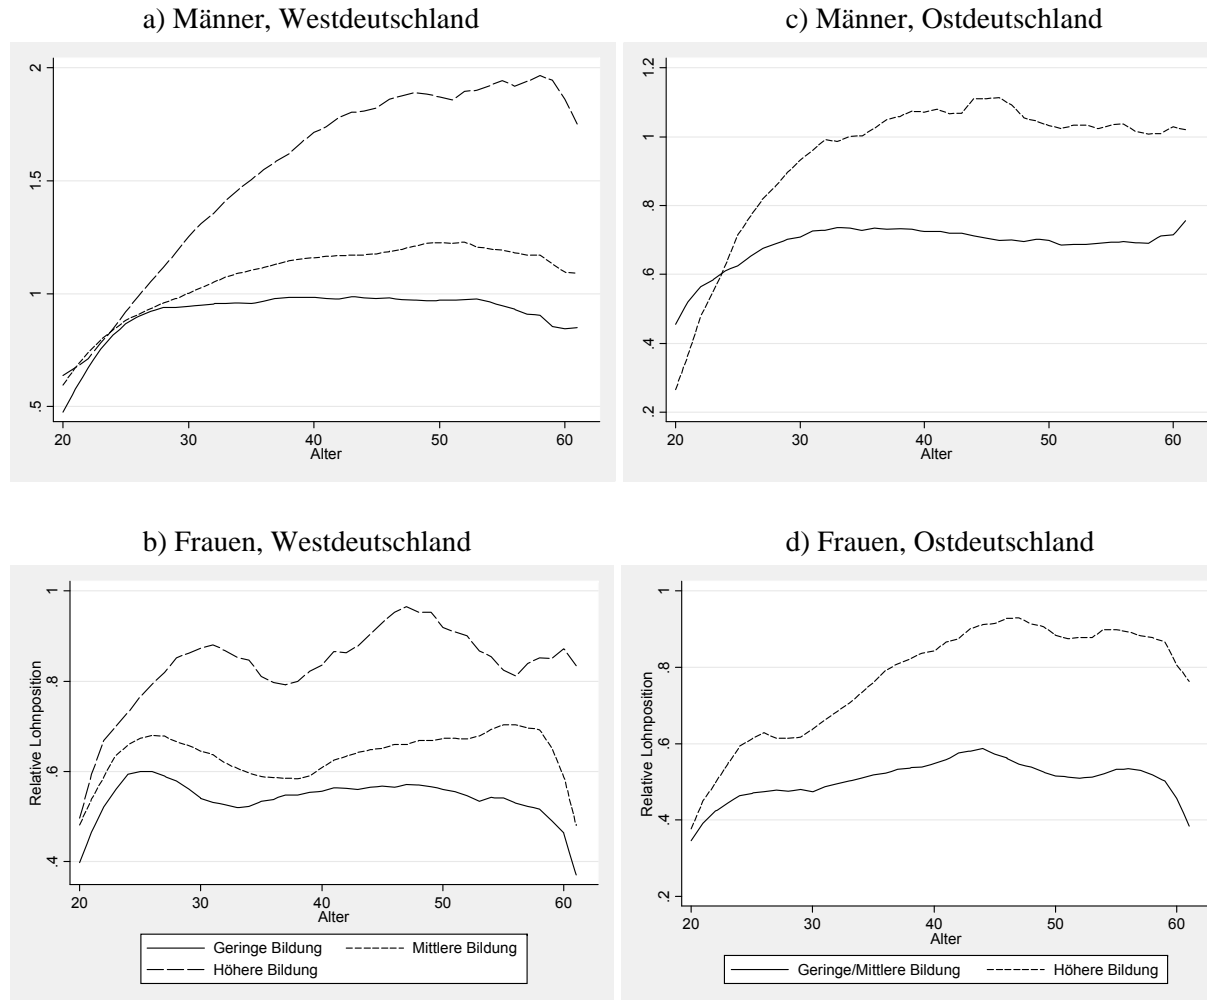 a) Männer, Westdeutschland
2
1.5
1
.5
20 30 40 50 60
Alter
c) Männer, Ostdeutschland
1.2
1
.8
.6
.4
.2
20 30 40 50 60
Alter
b) Frauen, Westdeutschland
Relative Lohnposition
1
.8
.6
.4
20 30 40 50 60
Alter
Geringe Bildung Mittlere Bildung
Höhere Bildung
d) Frauen, Ostdeutschland
Relative Lohnposition
1
.8
.6
.4
.2
20 30 40 50 60
Alter
Geringe/Mittlere Bildung Höhere Bildung